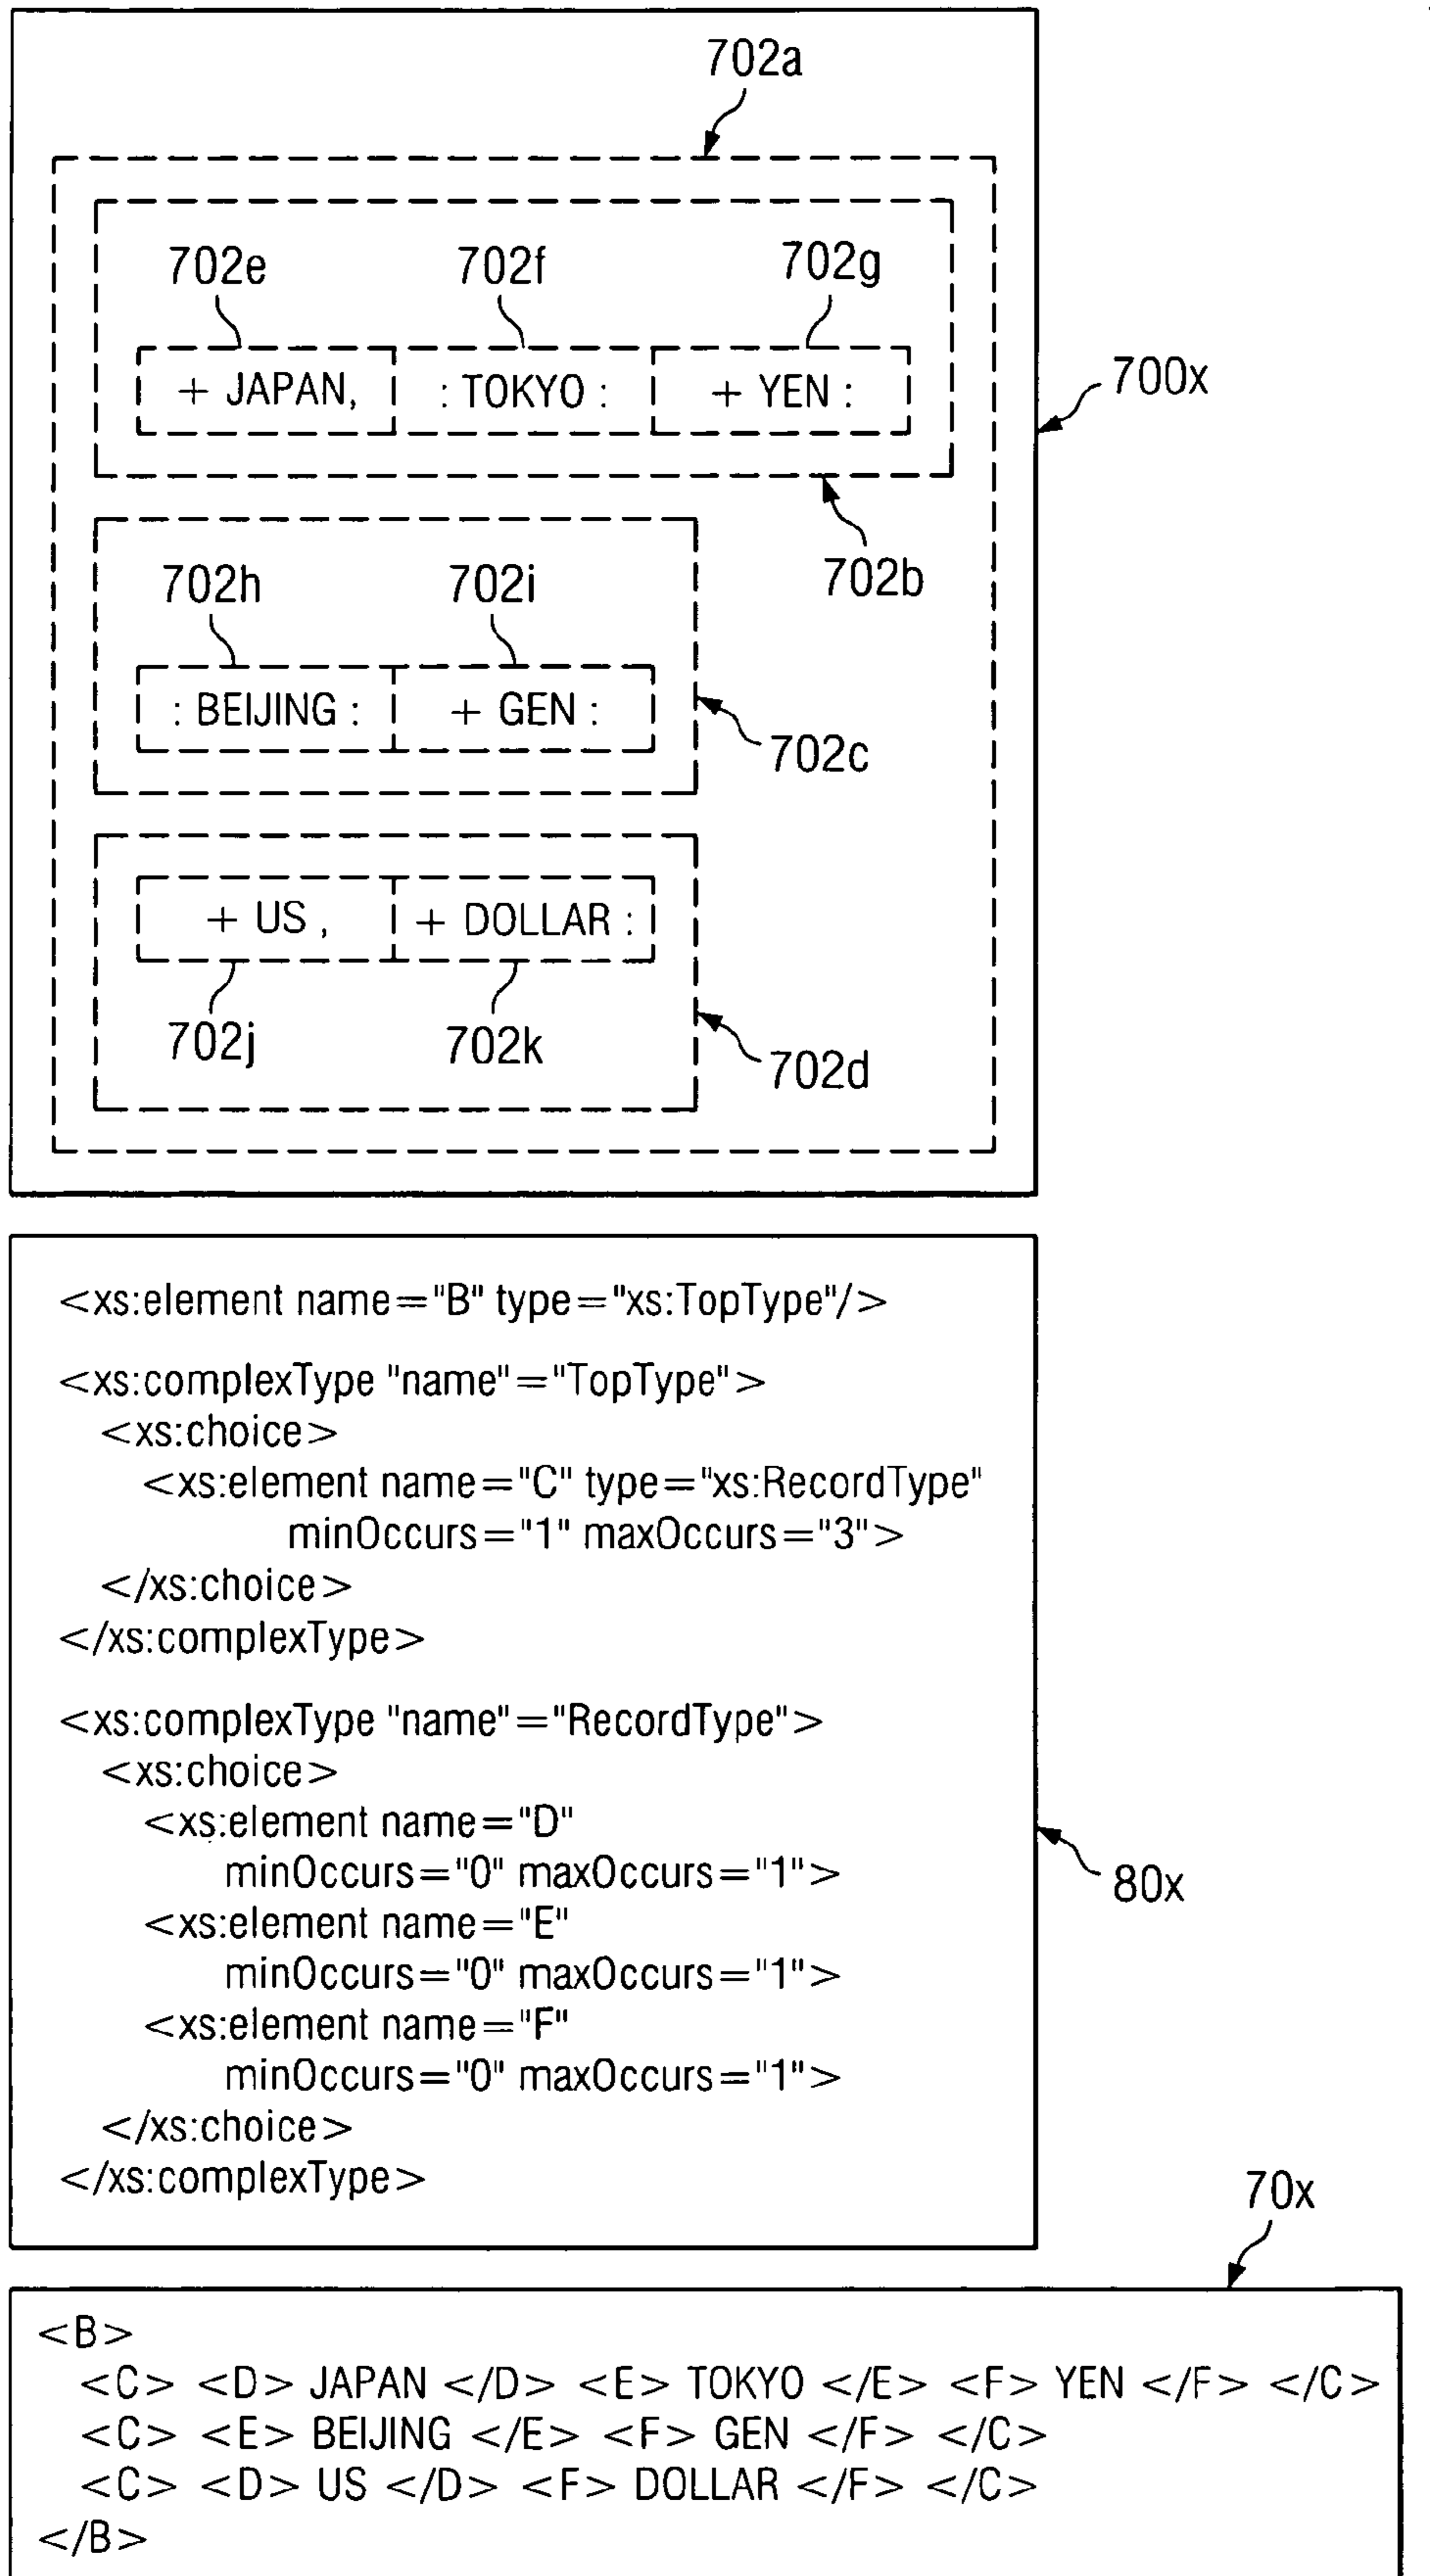 702a
702e 702f 702g
+ JAPAN, : TOKYO : + YEN :
700x
702b
702h 702i
: BEIJING : + GEN :
702c
+ US , + DOLLAR :
702j 702k
702d
<xs:element name="B" type="xs:TopType"/>
<xs:complexType "name"="TopType">
<xs:choice>
<xs:element name="C" type="xs:RecordType"
minOccurs="1" maxOccurs="3">
</xs:choice>
</xs:complexType>
<xs:complexType "name"="RecordType">
<xs:choice>
<xs:element name="D"
minOccurs="0" maxOccurs="1">
<xs:element name="E"
minOccurs="0" maxOccurs="1">
<xs:element name="F"
minOccurs="0" maxOccurs="1">
</xs:choice>
</xs:complexType>
80x
70x
<B>
<C> <D> JAPAN </D> <E> TOKYO </E> <F> YEN </F> </C>
<C> <E> BEIJING </E> <F> GEN </F> </C>
<C> <D> US </D> <F> DOLLAR </F> </C>
</B>